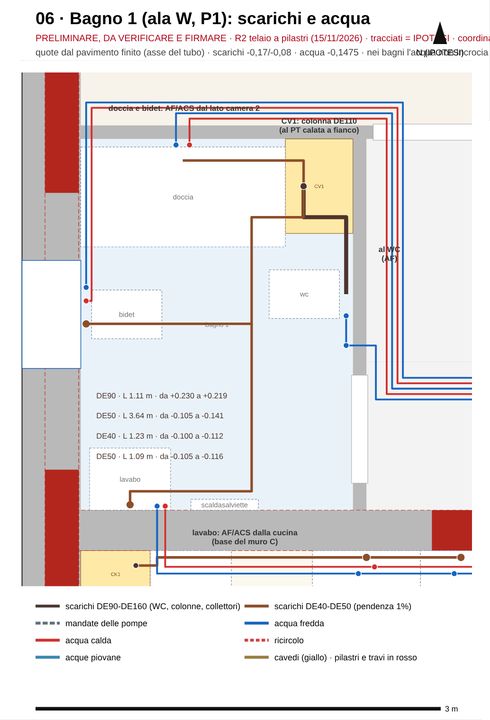 06 · Bagno 1 (ala W, P1): scarichi e acqua
PRELIMINARE, DA VERIFICARE E FIRMARE · R2 telaio a pilastri (15/11/2026) · tracciati = IPOTESI · coordina
quote dal pavimento finito (asse del tubo) · scarichi -0,17/-0,08 · acqua -0,1475 · nei bagni
N (IPOTESI)
doccia e bidet: AF/ACS dal lato camera 2
CV1: colonna DE110
(al PT calata a fianco)
doccia
CV1
al WC
(AF)
wc
bidet
bagno 1
DE90 · L 1.11 m · da +0.230 a +0.219
DE50 · L 3.64 m · da -0.105 a -0.141
DE40 · L 1.23 m · da -0.100 a -0.112
DE50 · L 1.09 m · da -0.105 a -0.116
lavabo
scaldasalviette
lavabo: AF/ACS dalla cucina
(base del muro C)
CK1
scarichi DE90-DE160 (WC, colonne, collettori)
scarichi DE40-DE50 (pendenza 1%)
mandate delle pompe
acqua fredda
acqua calda
ricircolo
acque piovane
cavedi (giallo) · pilastri e travi in rosso
3 m